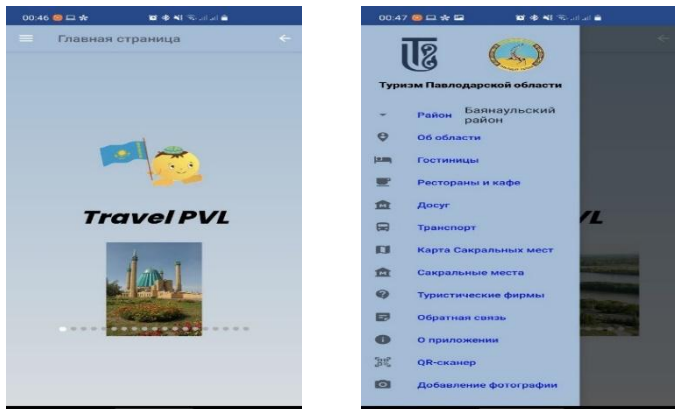 00:46
Главная страница
Travel PVL
00:47
Туризм Павлодарской области
Район Баянаульский
район
Об области
Гостиницы
Рестораны и кафе
Досуг
Транспорт
Карта Сакральных мест
Сакральные места
Туристические фирмы
Обратная связь
О приложении
QR-сканер
Добавление фотографии
VL